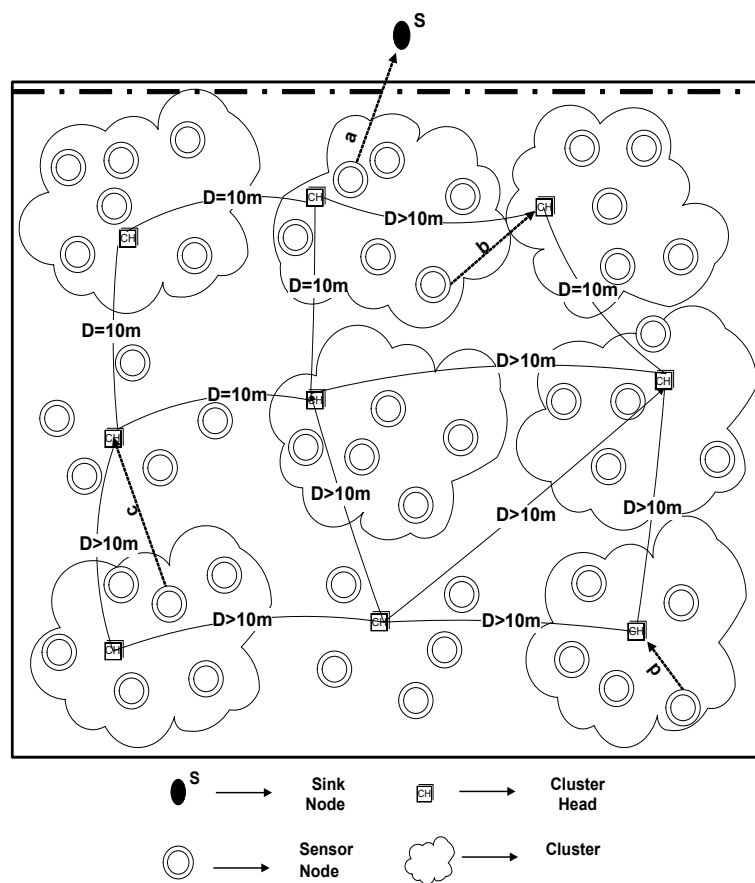 S
a
CH
D=10m
CH
D>10m
CH
b
D=10m
D=10m
D=10m
CH
D=10m
CH
D>10m
CH
c
D>10m
D>10m
D>10m
D>10m
CH
D>10m
CH
D>10m
CH
d
S
Sink
Node
CH
Cluster
Head
Sensor
Node
Cluster